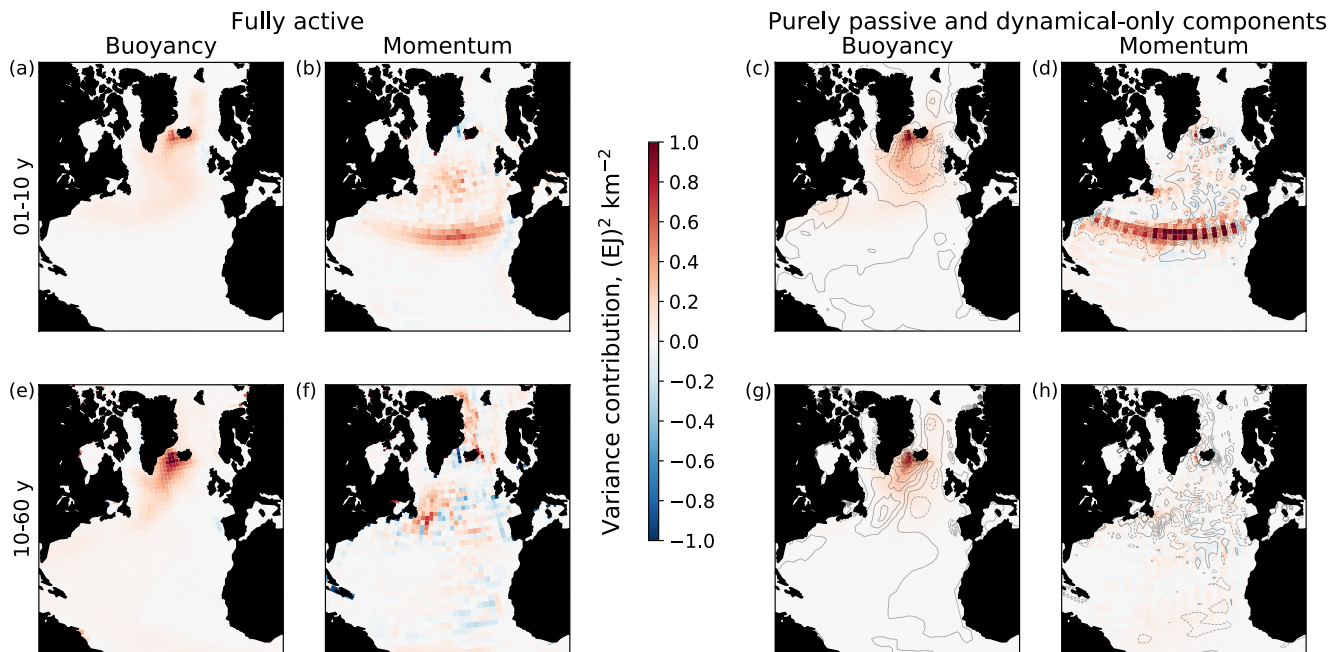 Fully active
Purely passive and dynamical-only components
Buoyancy
Momentum
Buoyancy
Momentum
(a)
(b)
(c)
(d)
01-10 y
1.0
0.8
0.6
0.4
0.2
0.0
−0.2
−0.4
−0.6
−0.8
−1.0
Variance contribution, (EJ)² km⁻²
(e)
(f)
(g)
(h)
10-60 y